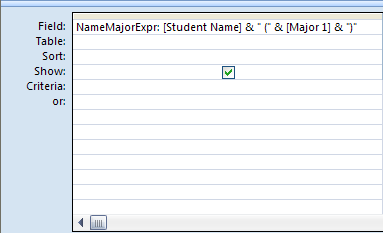 Field: NameMajorExpr: [Student Name] & " (" & [Major 1] & ")"
Table:
Sort:
Show:
Criteria:
or: